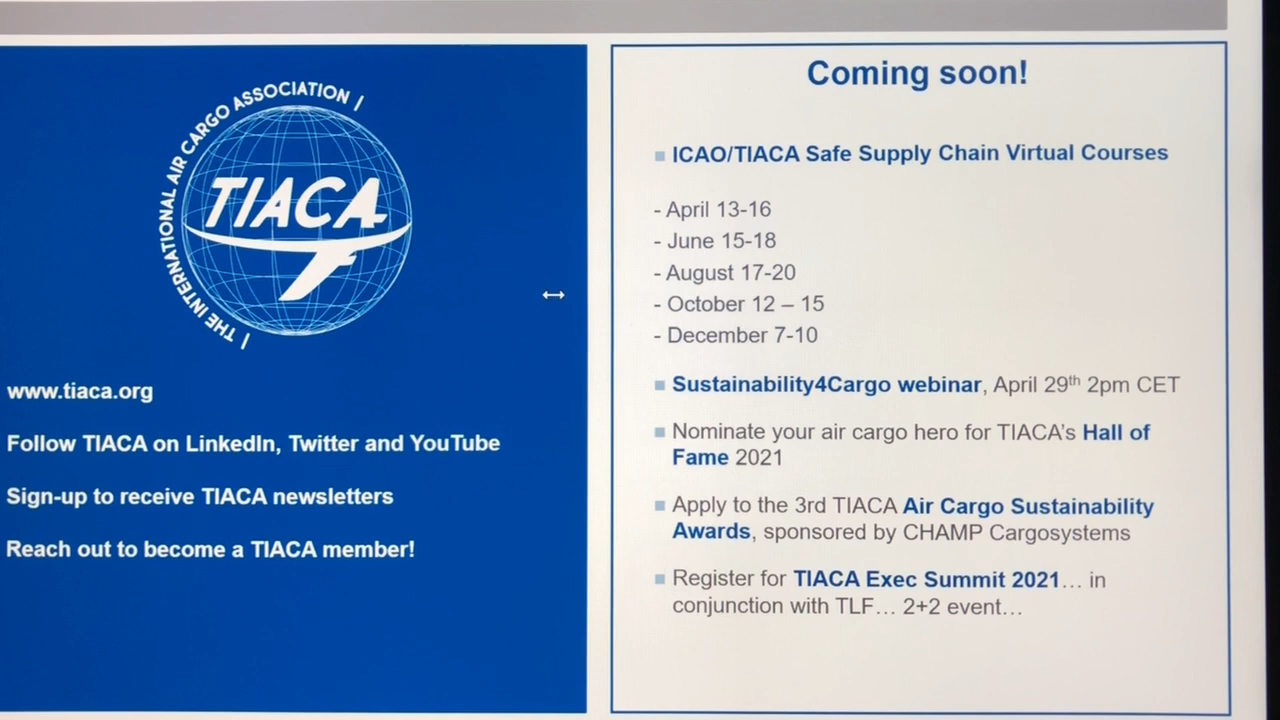 | THE INTERNATIONAL AIR CARGO ASSOCIATION |
TIACA
www.tiaca.org
Follow TIACA on LinkedIn, Twitter and YouTube
Sign-up to receive TIACA newsletters
Reach out to become a TIACA member!
Coming soon!
▪ ICAO/TIACA Safe Supply Chain Virtual Courses
- April 13-16
- June 15-18
- August 17-20
- October 12 – 15
- December 7-10
▪ Sustainability4Cargo webinar, April 29th 2pm CET
▪ Nominate your air cargo hero for TIACA's Hall of
Fame 2021
▪ Apply to the 3rd TIACA Air Cargo Sustainability
Awards, sponsored by CHAMP Cargosystems
▪ Register for TIACA Exec Summit 2021… in
conjunction with TLF… 2+2 event…